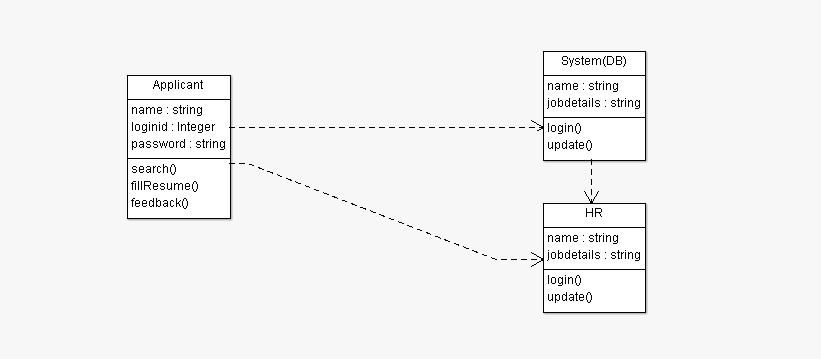 Applicant
name : string
loginid : Integer
password : string
search()
fillResume()
feedback()
System(DB)
name : string
jobdetails : string
login()
update()
HR
name : string
jobdetails : string
login()
update()